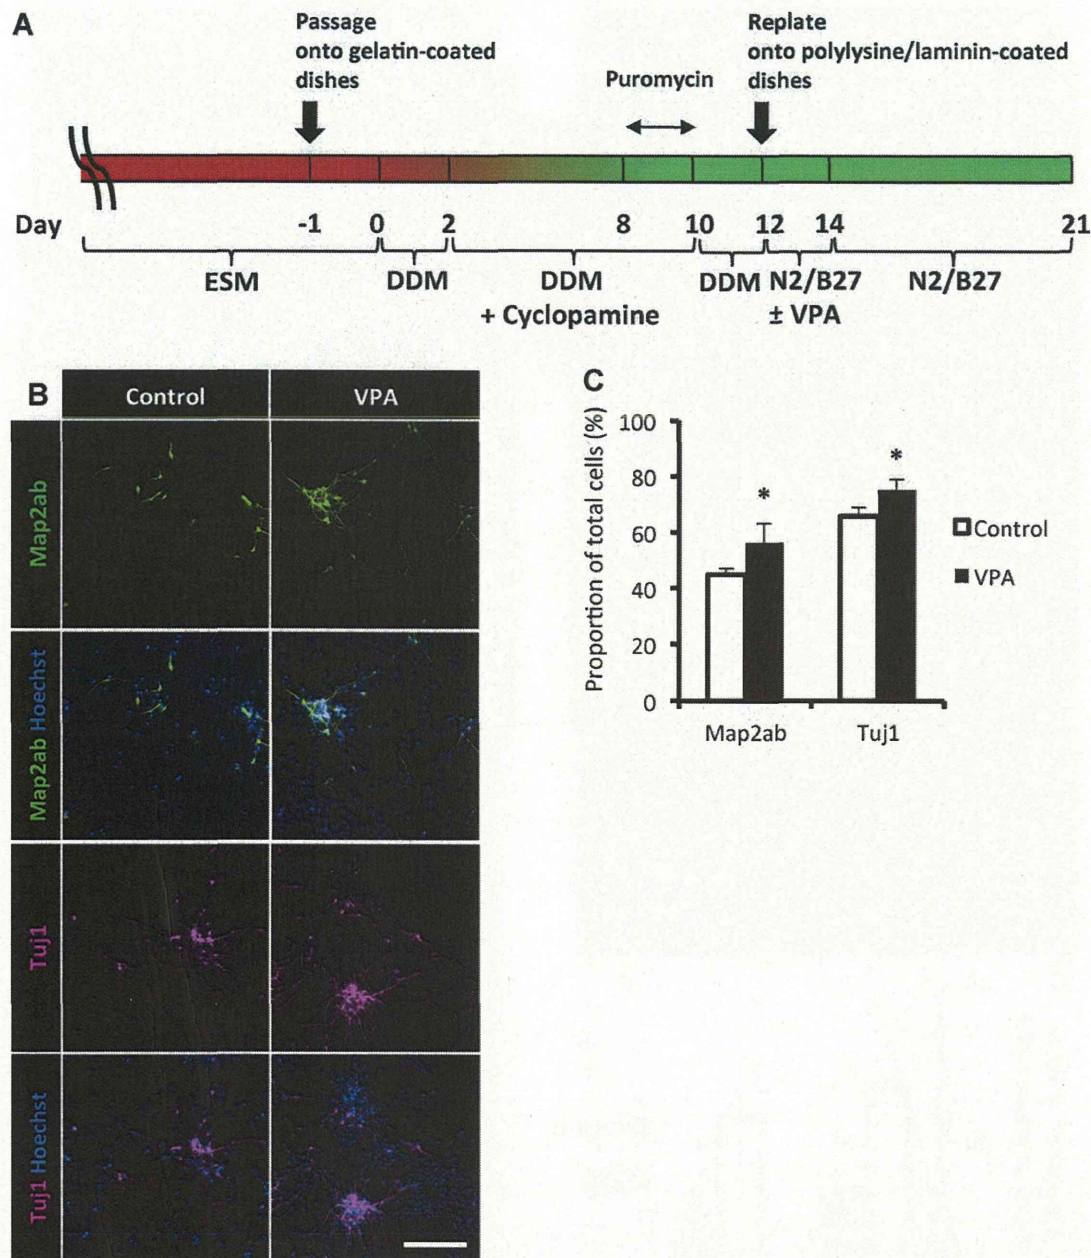 A
Passage
onto gelatin-coated
dishes
Puromycin
Replate
onto polylysine/laminin-coated
dishes
Day -1 0 2 8 10 12 14 21
ESM DDM DDM DDM N2/B27 N2/B27
+ Cyclopamine ± VPA
B
Control VPA
Map2ab
Map2ab Hoechst
Tuj1
Tuj1 Hoechst
C
Proportion of total cells (%)
100
80
60
40
20
0
* *
Map2ab Tuj1
Control
VPA